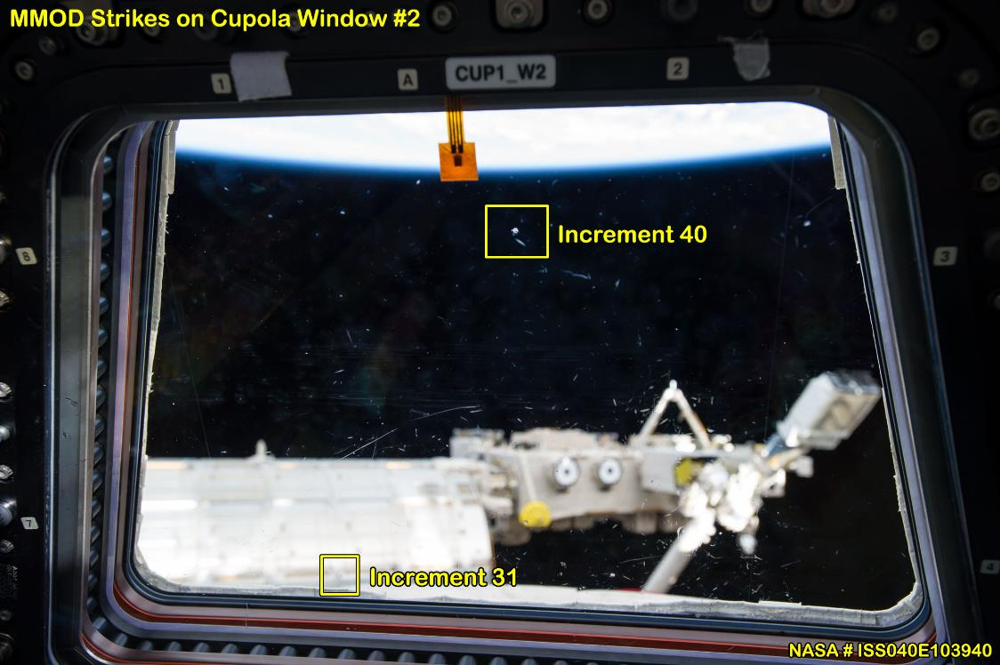 MMOD Strikes on Cupola Window #2
1
A
CUP1_W2
2
Increment 40
8
3
7
Increment 31
4
NASA # ISS040E103940